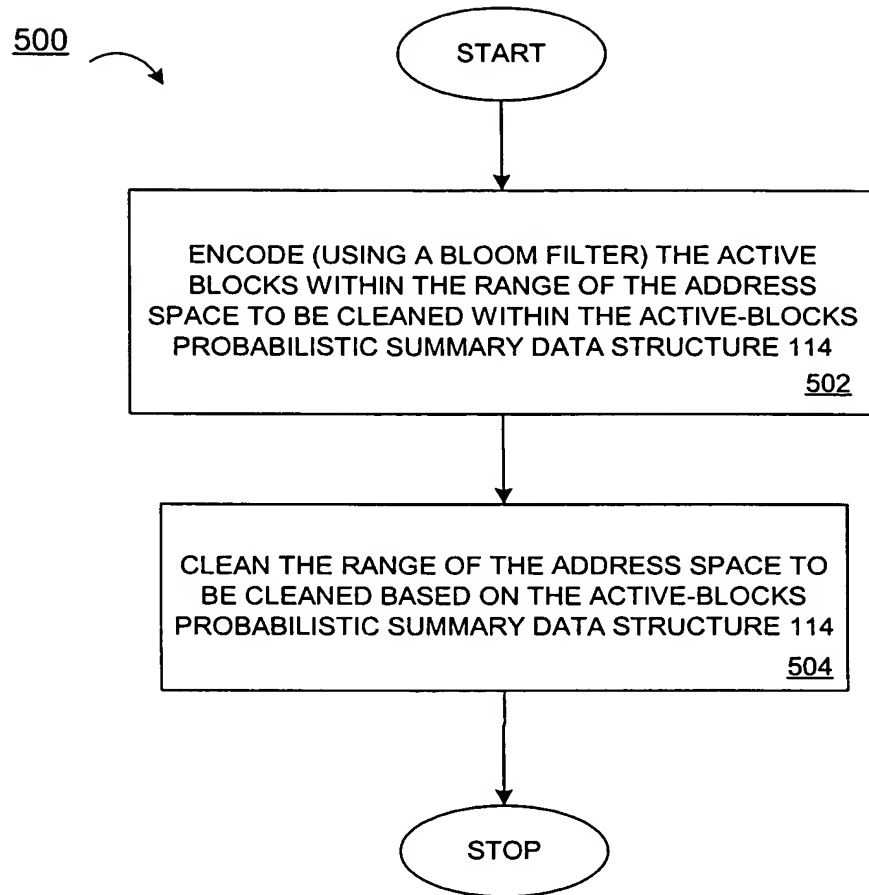 500
START
ENCODE (USING A BLOOM FILTER) THE ACTIVE
BLOCKS WITHIN THE RANGE OF THE ADDRESS
SPACE TO BE CLEANED WITHIN THE ACTIVE-BLOCKS
PROBABILISTIC SUMMARY DATA STRUCTURE 114
502
CLEAN THE RANGE OF THE ADDRESS SPACE TO
BE CLEANED BASED ON THE ACTIVE-BLOCKS
PROBABILISTIC SUMMARY DATA STRUCTURE 114
504
STOP